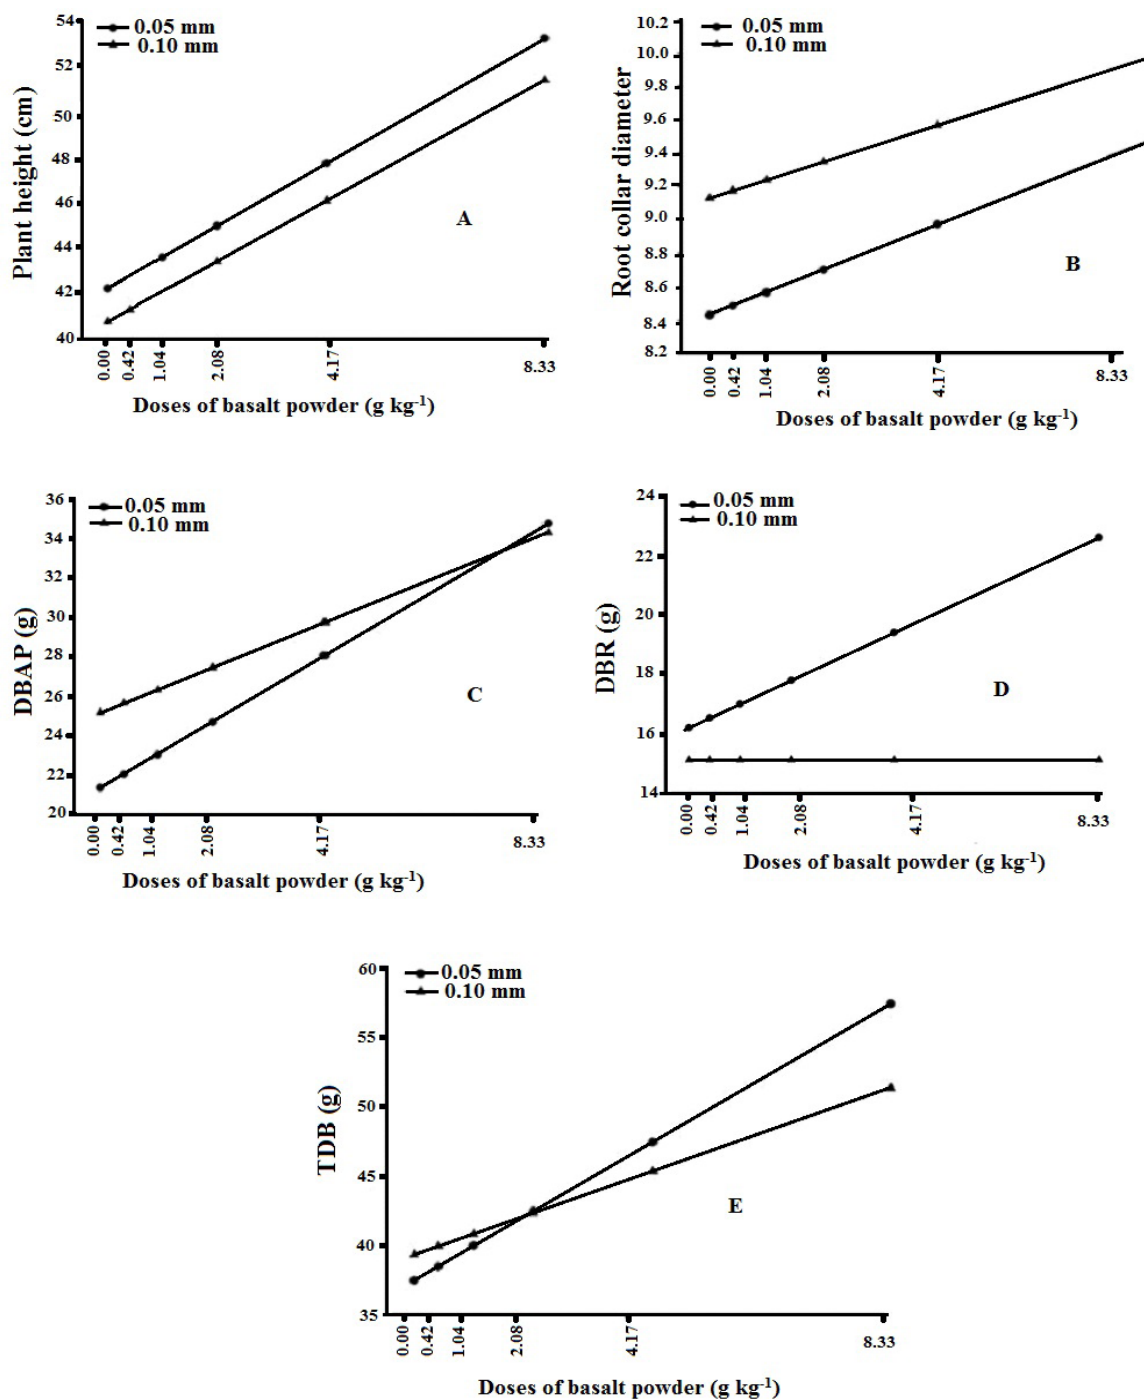 0.05 mm
0.10 mm
54
52
50
48
46
44
42
40
Plant height (cm)
A
0.00
0.42
1.04
2.08
4.17
8.33
Doses of basalt powder (g kg-1)
0.05 mm
0.10 mm
10.2
10.0
9.8
9.6
9.4
9.2
9.0
8.8
8.6
8.4
8.2
Root collar diameter
B
0.00
0.42
1.04
2.08
4.17
8.33
Doses of basalt powder (g kg-1)
0.05 mm
0.10 mm
36
34
32
30
28
26
24
22
20
DBAP (g)
C
0.00
0.42
1.04
2.08
4.17
8.33
Doses of basalt powder (g kg-1)
0.05 mm
0.10 mm
24
22
20
18
16
14
DBR (g)
D
0.00
0.42
1.04
2.08
4.17
8.33
Doses of basalt powder (g kg-1)
0.05 mm
0.10 mm
60
55
50
45
40
35
TDB (g)
E
0.00
0.42
1.04
2.08
4.17
8.33
Doses of basalt powder (g kg-1)